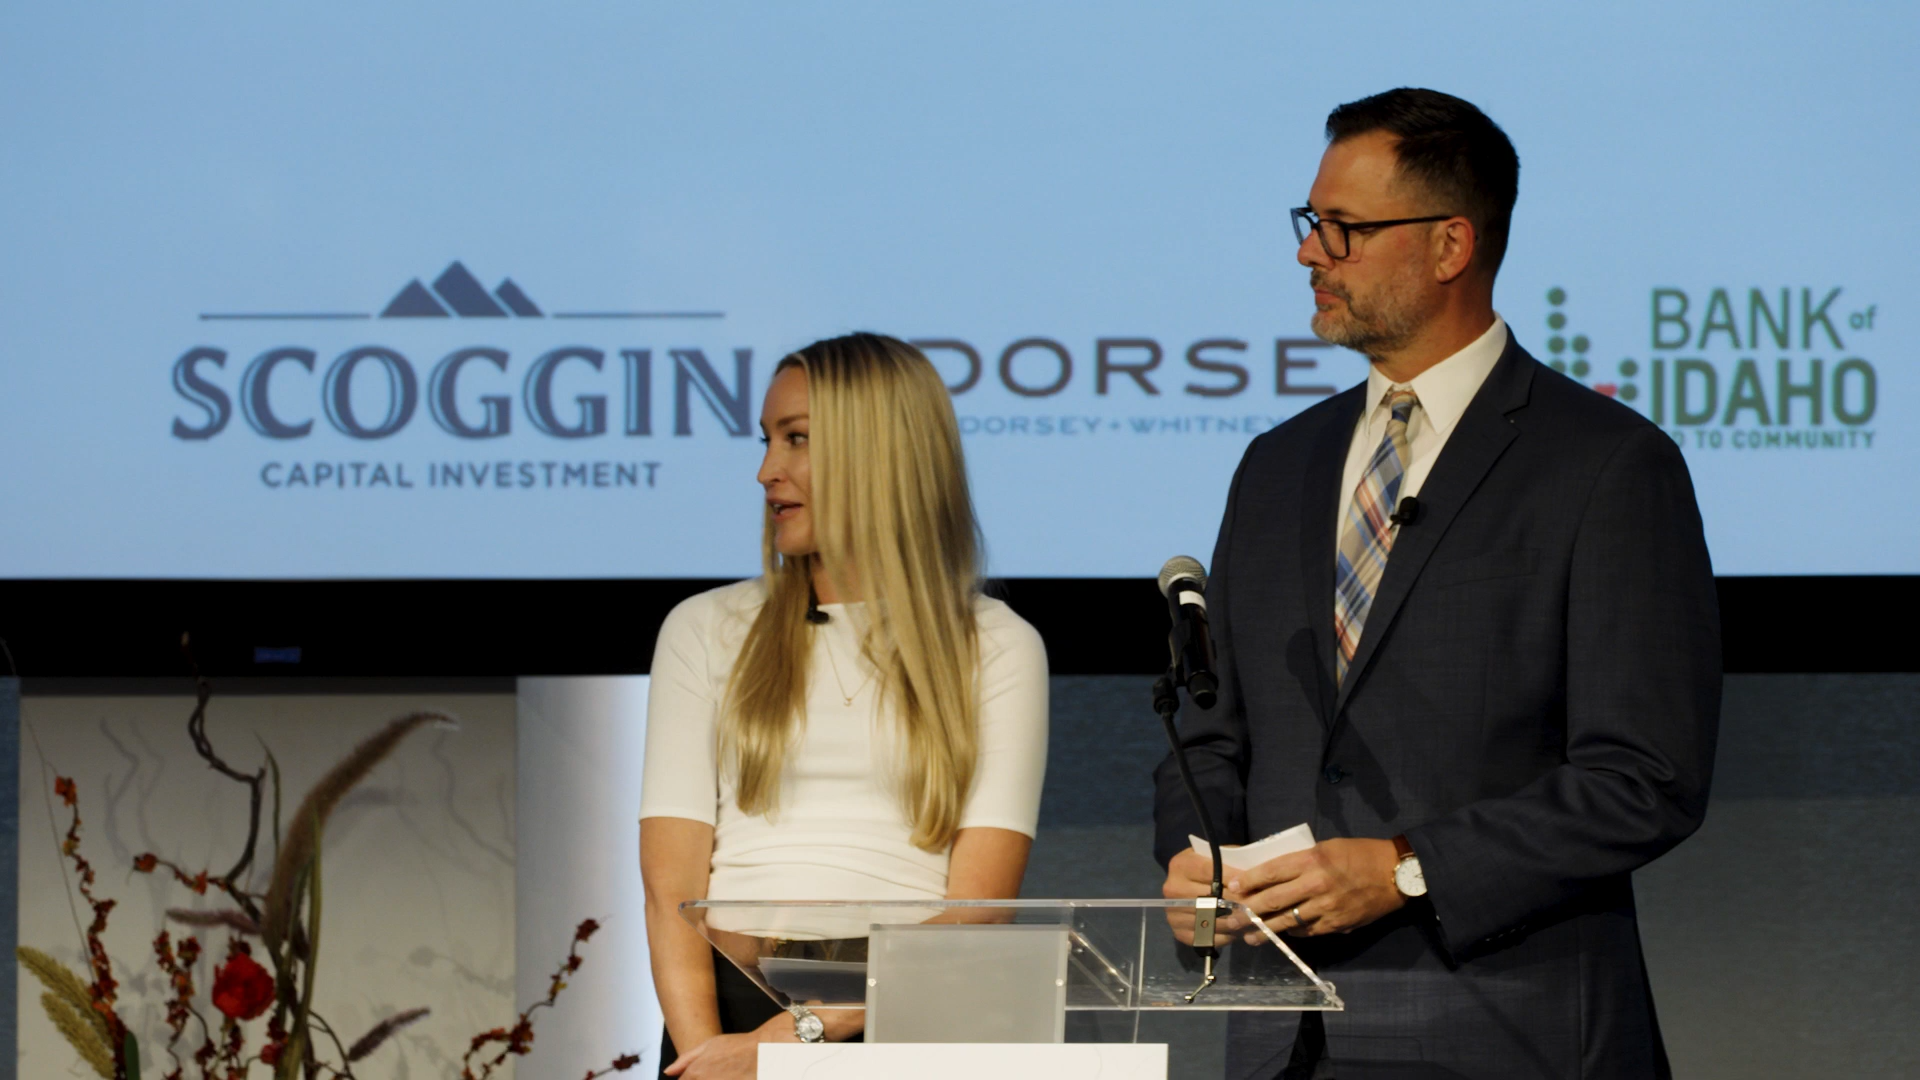 SCOGGIN
CAPITAL INVESTMENT
DORSE
DORSEY + WHITNEY
BANK of
IDAHO
TO COMMUNITY